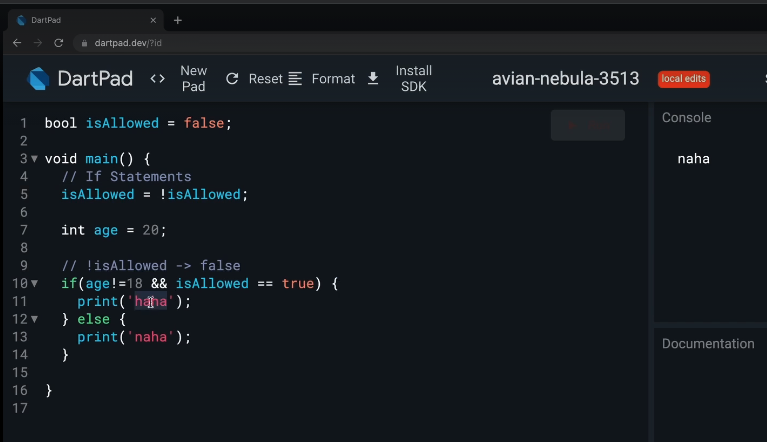 DartPad
dartpad.dev/?id
DartPad <> New Pad Reset Format Install SDK avian-nebula-3513 local edits
1 bool isAllowed = false;
2
3 void main() {
4 // If Statements
5 isAllowed = !isAllowed;
6
7 int age = 20;
8
9 // !isAllowed -> false
10 if(age!=18 && isAllowed == true) {
11 print('haha');
12 } else {
13 print('naha');
14 }
15
16 }
17
Console
naha
Documentation